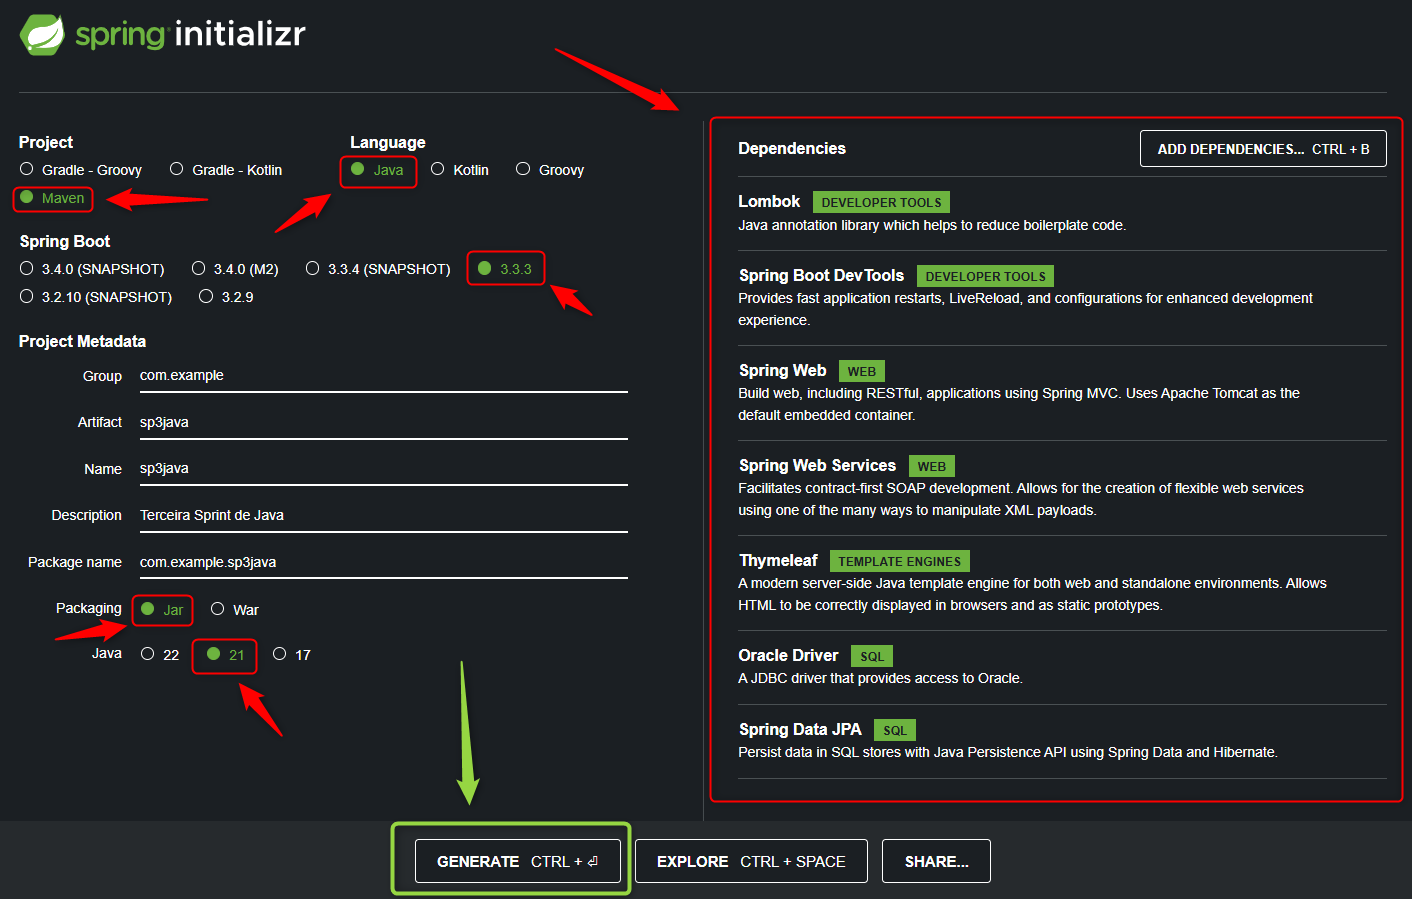 spring initializr
Project
Gradle - Groovy Gradle - Kotlin
Maven
Language
Java Kotlin Groovy
Spring Boot
3.4.0 (SNAPSHOT) 3.4.0 (M2) 3.3.4 (SNAPSHOT) 3.3.3
3.2.10 (SNAPSHOT) 3.2.9
Project Metadata
Group com.example
Artifact sp3java
Name sp3java
Description Terceira Sprint de Java
Package name com.example.sp3java
Packaging Jar War
Java 22 21 17
Dependencies ADD DEPENDENCIES... CTRL + B
Lombok DEVELOPER TOOLS
Java annotation library which helps to reduce boilerplate code.
Spring Boot DevTools DEVELOPER TOOLS
Provides fast application restarts, LiveReload, and configurations for enhanced development
experience.
Spring Web WEB
Build web, including RESTful, applications using Spring MVC. Uses Apache Tomcat as the
default embedded container.
Spring Web Services WEB
Facilitates contract-first SOAP development. Allows for the creation of flexible web services
using one of the many ways to manipulate XML payloads.
Thymeleaf TEMPLATE ENGINES
A modern server-side Java template engine for both web and standalone environments. Allows
HTML to be correctly displayed in browsers and as static prototypes.
Oracle Driver SQL
A JDBC driver that provides access to Oracle.
Spring Data JPA SQL
Persist data in SQL stores with Java Persistence API using Spring Data and Hibernate.
GENERATE CTRL + ⏎ EXPLORE CTRL + SPACE SHARE...